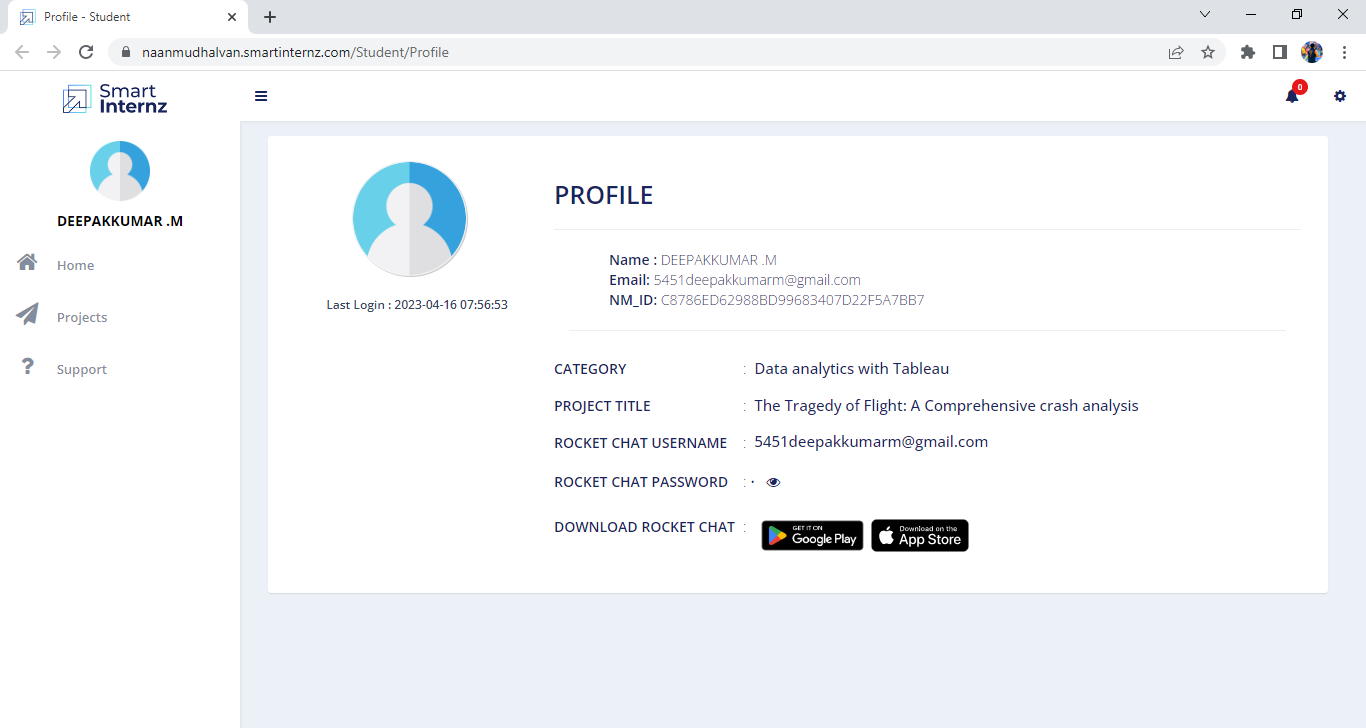 Profile - Student
naanmudhalvan.smartinternz.com/Student/Profile
Smart
Internz
0
DEEPAKKUMAR .M
Home
Projects
Support
Last Login : 2023-04-16 07:56:53
PROFILE
Name : DEEPAKKUMAR .M
Email: 5451deepakkumarm@gmail.com
NM_ID: C8786ED62988BD99683407D22F5A7BB7
CATEGORY : Data analytics with Tableau
PROJECT TITLE : The Tragedy of Flight: A Comprehensive crash analysis
ROCKET CHAT USERNAME : 5451deepakkumarm@gmail.com
ROCKET CHAT PASSWORD : ·
DOWNLOAD ROCKET CHAT :
GET IT ON
Google Play
Download on the
App Store